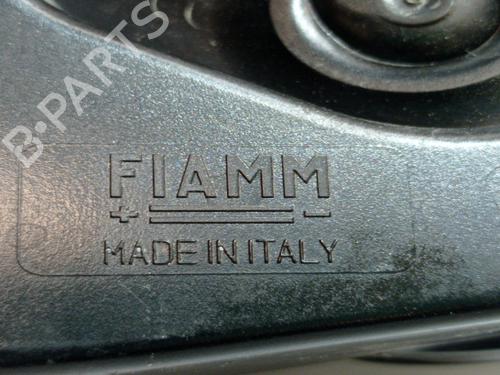 B-PARTS
FIAMM
+ -
MADE IN ITALY